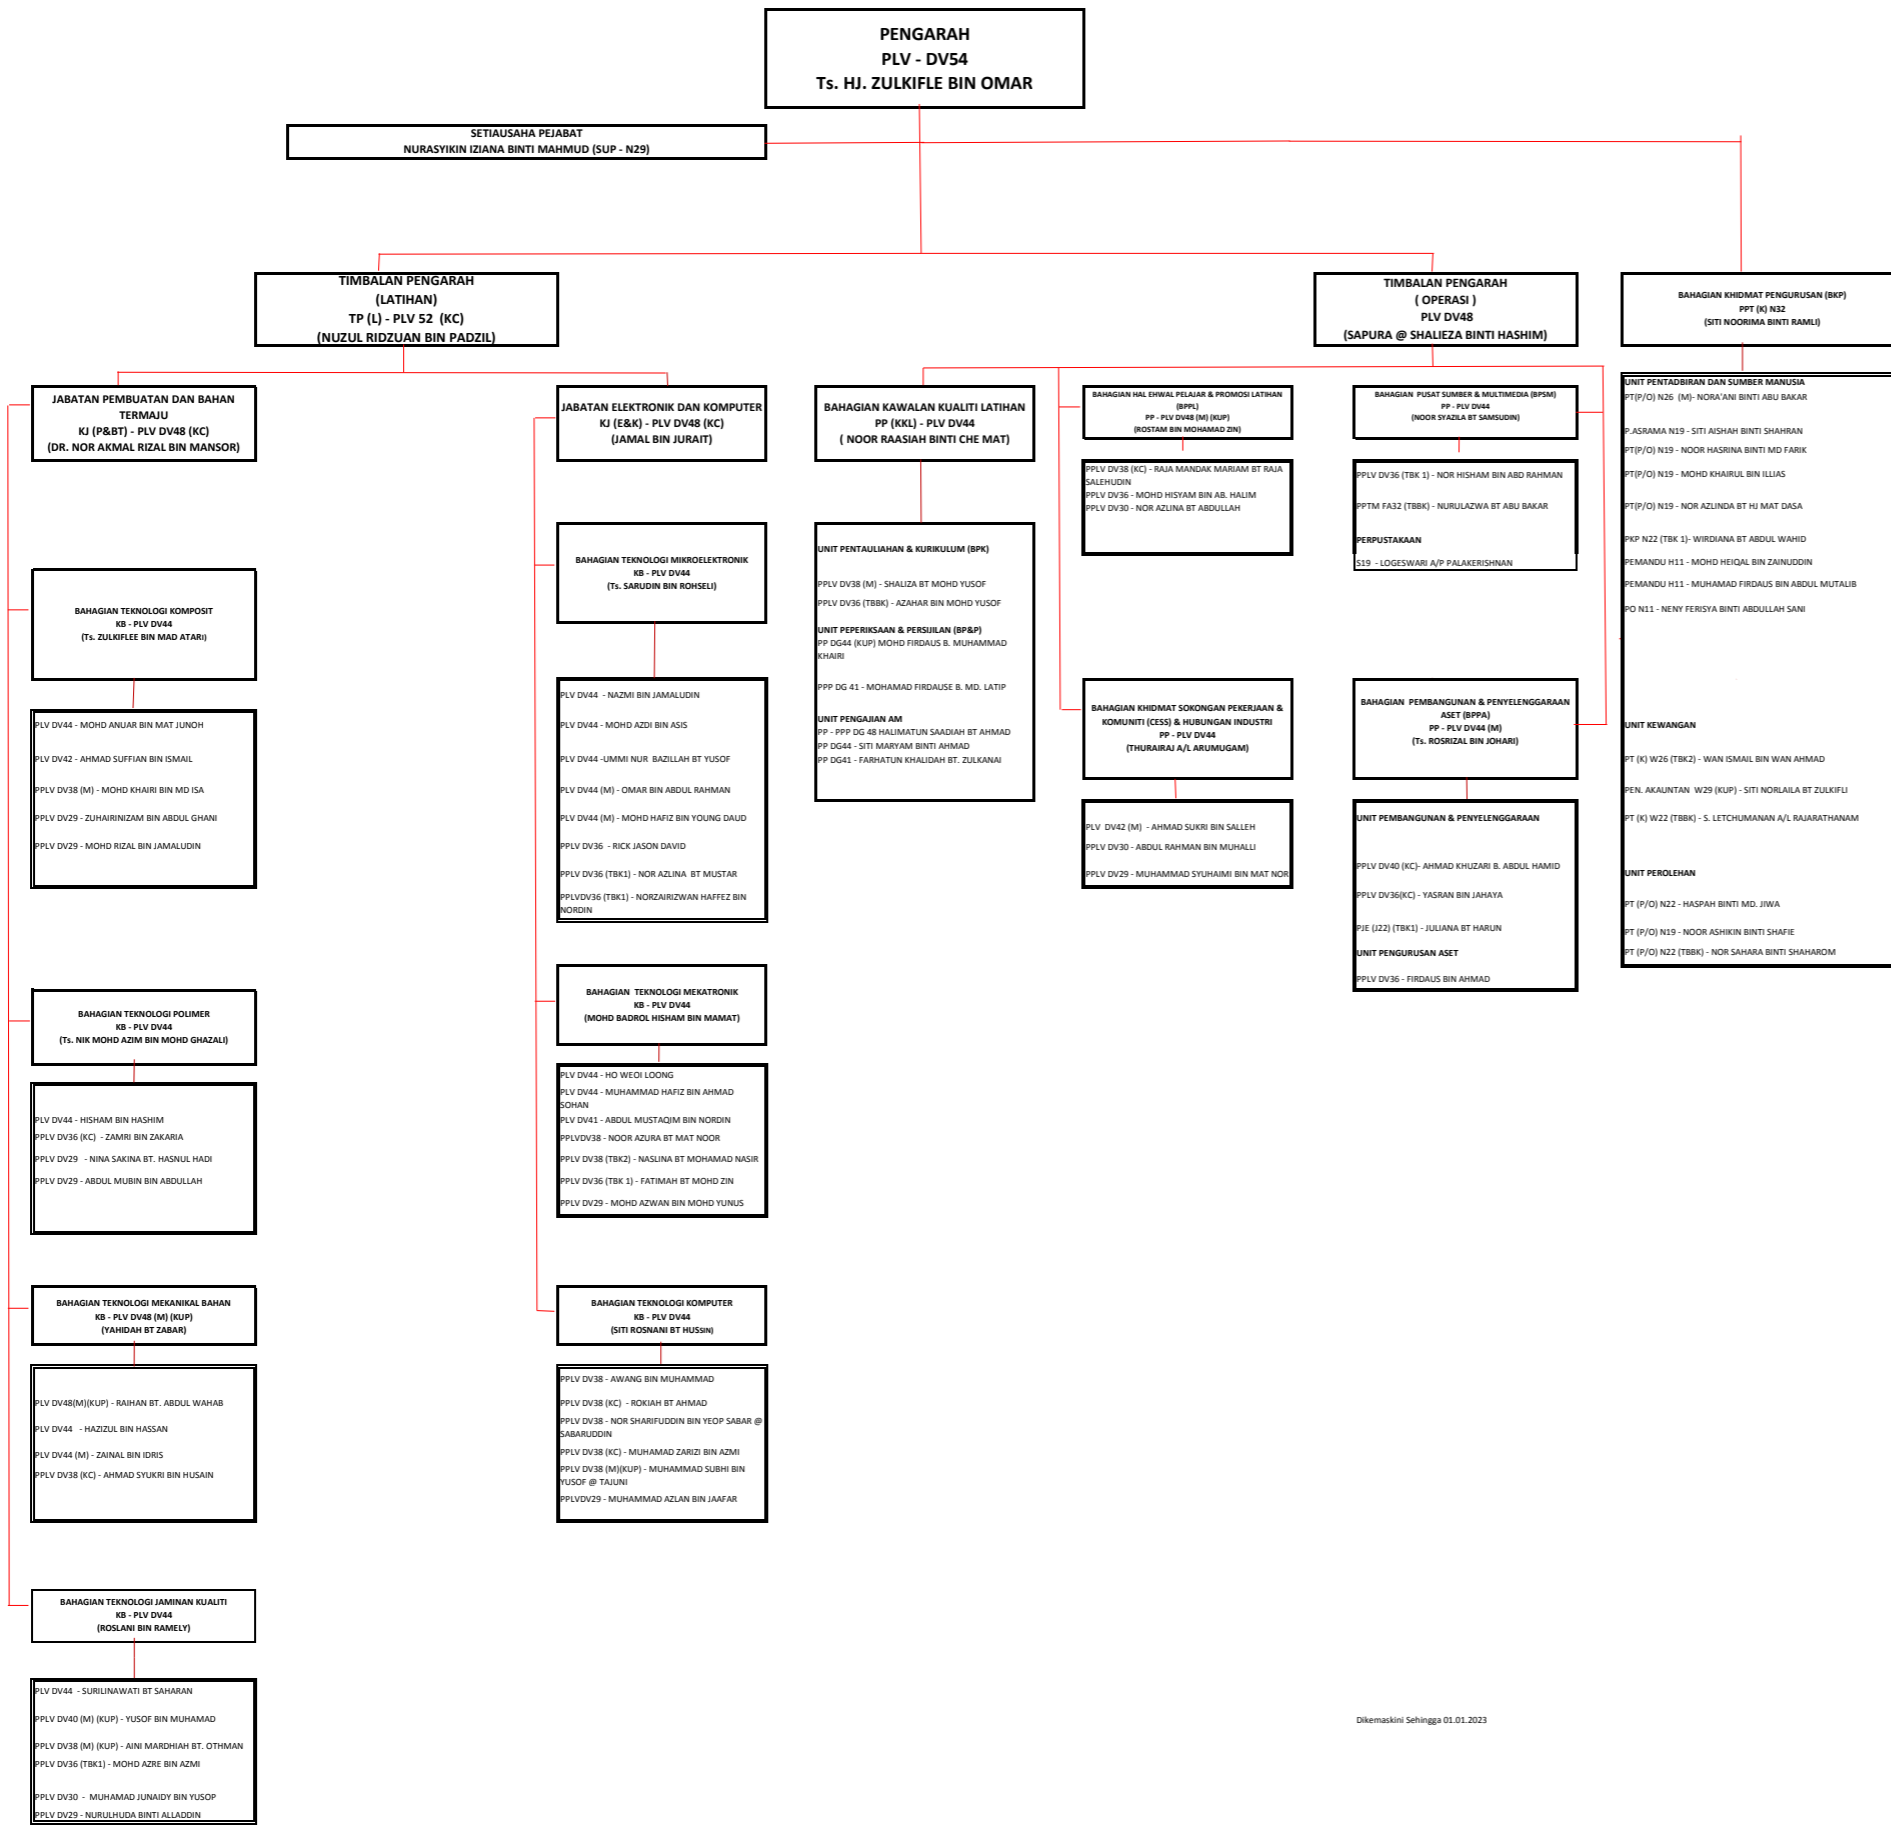 PENGARAH
PLV - DV54
Ts. HJ. ZULKIFLE BIN OMAR
SETIAUSAHA PEJABAT
NURASYIKIN IZIANA BINTI MAHMUD (SUP - N29)
TIMBALAN PENGARAH
(LATIHAN)
TP (L) - PLV 52 (KC)
(NUZUL RIDZUAN BIN PADZIL)
TIMBALAN PENGARAH
( OPERASI )
PLV DV48
(SAPURA @ SHALIEZA BINTI HASHIM)
BAHAGIAN KHIDMAT PENGURUSAN (BKP)
PPT (K) N32
(SITI NOORIMA BINTI RAMLI)
JABATAN PEMBUATAN DAN BAHAN
TERMAJU
KJ (P&BT) - PLV DV48 (KC)
(DR. NOR AKMAL RIZAL BIN MANSOR)
BAHAGIAN TEKNOLOGI KOMPOSIT
KB - PLV DV44
(Ts. ZULKIFLEE BIN MAD ATARI)
PLV DV44 - MOHD ANUAR BIN MAT JUNOH
PLV DV42 - AHMAD SUFFIAN BIN ISMAIL
PPLV DV38 (M) - MOHD KHAIRI BIN MD ISA
PPLV DV29 - ZUHAIRINIZAM BIN ABDUL GHANI
PPLV DV29 - MOHD RIZAL BIN JAMALUDIN
BAHAGIAN TEKNOLOGI POLIMER
KB - PLV DV44
(Ts. NIK MOHD AZIM BIN MOHD GHAZALI)
PLV DV44 - HISHAM BIN HASHIM
PPLV DV36 (KC) - ZAMRI BIN ZAKARIA
PPLV DV29 - NINA SAKINA BT. HASNUL HADI
PPLV DV29 - ABDUL MUBIN BIN ABDULLAH
BAHAGIAN TEKNOLOGI MEKANIKAL BAHAN
KB - PLV DV48 (M) (KUP)
(YAHIDAH BT ZABAR)
PLV DV48(M)(KUP) - RAIHAN BT. ABDUL WAHAB
PLV DV44 - HAZIZUL BIN HASSAN
PLV DV44 (M) - ZAINAL BIN IDRIS
PPLV DV38 (KC) - AHMAD SYUKRI BIN HUSAIN
BAHAGIAN TEKNOLOGI JAMINAN KUALITI
KB - PLV DV44
(ROSLANI BIN RAMELY)
PLV DV44 - SURILINAWATI BT SAHARAN
PPLV DV40 (M) (KUP) - YUSOF BIN MUHAMAD
PPLV DV38 (M) (KUP) - AINI MARDHIAH BT. OTHMAN
PPLV DV36 (TBK1) - MOHD AZRE BIN AZMI
PPLV DV30 - MUHAMAD JUNAIDY BIN YUSOP
PPLV DV29 - NURULHUDA BINTI ALLADDIN
JABATAN ELEKTRONIK DAN KOMPUTER
KJ (E&K) - PLV DV48 (KC)
(JAMAL BIN JURAIT)
BAHAGIAN TEKNOLOGI MIKROELEKTRONIK
KB - PLV DV44
(Ts. SARUDIN BIN ROHSELI)
PLV DV44 - NAZMI BIN JAMALUDIN
PLV DV44 - MOHD AZDI BIN ASIS
PLV DV44 -UMMI NUR BAZILLAH BT YUSOF
PLV DV44 (M) - OMAR BIN ABDUL RAHMAN
PLV DV44 (M) - MOHD HAFIZ BIN YOUNG DAUD
PPLV DV36 - RICK JASON DAVID
PPLV DV36 (TBK1) - NOR AZLINA BT MUSTAR
PPLVDV36 (TBK1) - NORZAIRIZWAN HAFFEZ BIN
NORDIN
BAHAGIAN TEKNOLOGI MEKATRONIK
KB - PLV DV44
(MOHD BADROL HISHAM BIN MAMAT)
PLV DV44 - HO WEOI LOONG
PLV DV44 - MUHAMMAD HAFIZ BIN AHMAD
SOHAN
PLV DV41 - ABDUL MUSTAQIM BIN NORDIN
PPLVDV38 - NOOR AZURA BT MAT NOOR
PPLV DV38 (TBK2) - NASLINA BT MOHAMAD NASIR
PPLV DV36 (TBK 1) - FATIMAH BT MOHD ZIN
PPLV DV29 - MOHD AZWAN BIN MOHD YUNUS
BAHAGIAN TEKNOLOGI KOMPUTER
KB - PLV DV44
(SITI ROSNANI BT HUSSIN)
PPLV DV38 - AWANG BIN MUHAMMAD
PPLV DV38 (KC) - ROKIAH BT AHMAD
PPLV DV38 - NOR SHARIFUDDIN BIN YEOP SABAR @
SABARUDDIN
PPLV DV38 (KC) - MUHAMAD ZARIZI BIN AZMI
PPLV DV38 (M)(KUP) - MUHAMMAD SUBHI BIN
YUSOF @ TAJUNI
PPLVDV29 - MUHAMMAD AZLAN BIN JAAFAR
BAHAGIAN KAWALAN KUALITI LATIHAN
PP (KKL) - PLV DV44
( NOOR RAASIAH BINTI CHE MAT)
UNIT PENTAULIAHAN & KURIKULUM (BPK)
PPLV DV38 (M) - SHALIZA BT MOHD YUSOF
PPLV DV36 (TBBK) - AZAHAR BIN MOHD YUSOF
UNIT PEPERIKSAAN & PERSIJILAN (BP&P)
PP DG44 (KUP) MOHD FIRDAUS B. MUHAMMAD
KHAIRI
PPP DG 41 - MOHAMAD FIRDAUSE B. MD. LATIP
UNIT PENGAJIAN AM
PP - PPP DG 48 HALIMATUN SAADIAH BT AHMAD
PP DG44 - SITI MARYAM BINTI AHMAD
PP DG41 - FARHATUN KHALIDAH BT. ZULKANAI
BAHAGIAN HAL EHWAL PELAJAR & PROMOSI LATIHAN
(BPPL)
PP - PLV DV48 (M) (KUP)
(ROSTAM BIN MOHAMAD ZIN)
PPLV DV38 (KC) - RAJA MANDAK MARIAM BT RAJA
SALEHUDIN
PPLV DV36 - MOHD HISYAM BIN AB. HALIM
PPLV DV30 - NOR AZLINA BT ABDULLAH
BAHAGIAN KHIDMAT SOKONGAN PEKERJAAN &
KOMUNITI (CESS) & HUBUNGAN INDUSTRI
PP - PLV DV44
(THURAIRAJ A/L ARUMUGAM)
PLV DV42 (M) - AHMAD SUKRI BIN SALLEH
PPLV DV30 - ABDUL RAHMAN BIN MUHALLI
PPLV DV29 - MUHAMMAD SYUHAIMI BIN MAT NOR
BAHAGIAN PUSAT SUMBER & MULTIMEDIA (BPSM)
PP - PLV DV44
(NOOR SYAZILA BT SAMSUDIN)
PPLV DV36 (TBK 1) - NOR HISHAM BIN ABD RAHMAN
PPTM FA32 (TBBK) - NURULAZWA BT ABU BAKAR
PERPUSTAKAAN
S19 - LOGESWARI A/P PALAKERISHNAN
BAHAGIAN PEMBANGUNAN & PENYELENGGARAAN
ASET (BPPA)
PP - PLV DV44 (M)
(Ts. ROSRIZAL BIN JOHARI)
UNIT PEMBANGUNAN & PENYELENGGARAAN
PPLV DV40 (KC)- AHMAD KHUZARI B. ABDUL HAMID
PPLV DV36(KC) - YASRAN BIN JAHAYA
PJE (J22) (TBK1) - JULIANA BT HARUN
UNIT PENGURUSAN ASET
PPLV DV36 - FIRDAUS BIN AHMAD
UNIT PENTADBIRAN DAN SUMBER MANUSIA
PT(P/O) N26 (M)- NORA'ANI BINTI ABU BAKAR
P.ASRAMA N19 - SITI AISHAH BINTI SHAHRAN
PT(P/O) N19 - NOOR HASRINA BINTI MD FARIK
PT(P/O) N19 - MOHD KHAIRUL BIN ILLIAS
PT(P/O) N19 - NOR AZLINDA BT HJ MAT DASA
PKP N22 (TBK 1)- WIRDIANA BT ABDUL WAHID
PEMANDU H11 - MOHD HEIQAL BIN ZAINUDDIN
PEMANDU H11 - MUHAMAD FIRDAUS BIN ABDUL MUTALIB
PO N11 - NENY FERISYA BINTI ABDULLAH SANI
UNIT KEWANGAN
PT (K) W26 (TBK2) - WAN ISMAIL BIN WAN AHMAD
PEN. AKAUNTAN W29 (KUP) - SITI NORLAILA BT ZULKIFLI
PT (K) W22 (TBBK) - S. LETCHUMANAN A/L RAJARATHANAM
UNIT PEROLEHAN
PT (P/O) N22 - HASPAH BINTI MD. JIWA
PT (P/O) N19 - NOOR ASHIKIN BINTI SHAFIE
PT (P/O) N22 (TBBK) - NOR SAHARA BINTI SHAHAROM
Dikemaskini Sehingga 01.01.2023